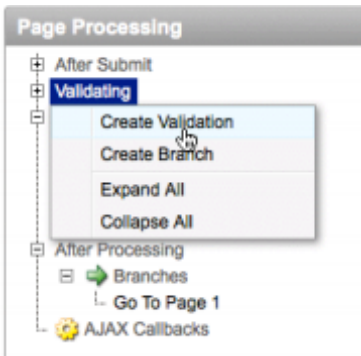 Page Processing
After Submit
Validating
Create Validation
Create Branch
Expand All
Collapse All
After Processing
Branches
Go To Page 1
AJAX Callbacks